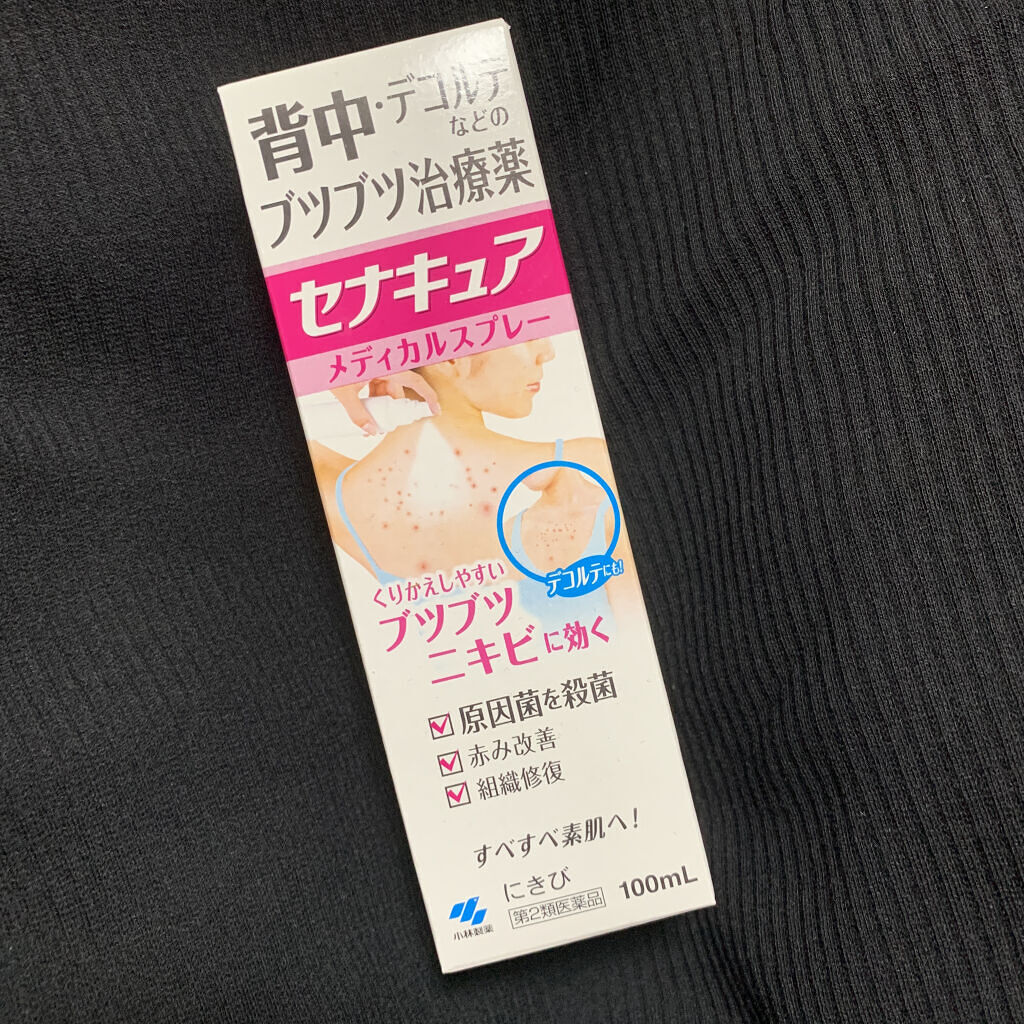 背中・デコルテ
などの
ブツブツ治療薬
セナキュア
メディカルスプレー
デコルテにも!
くりかえしやすい
ブツブツ
ニキビに効く
原因菌を殺菌
赤み改善
組織修復
すべすべ素肌へ!
にきび
第2類医薬品
100mL
小林製薬